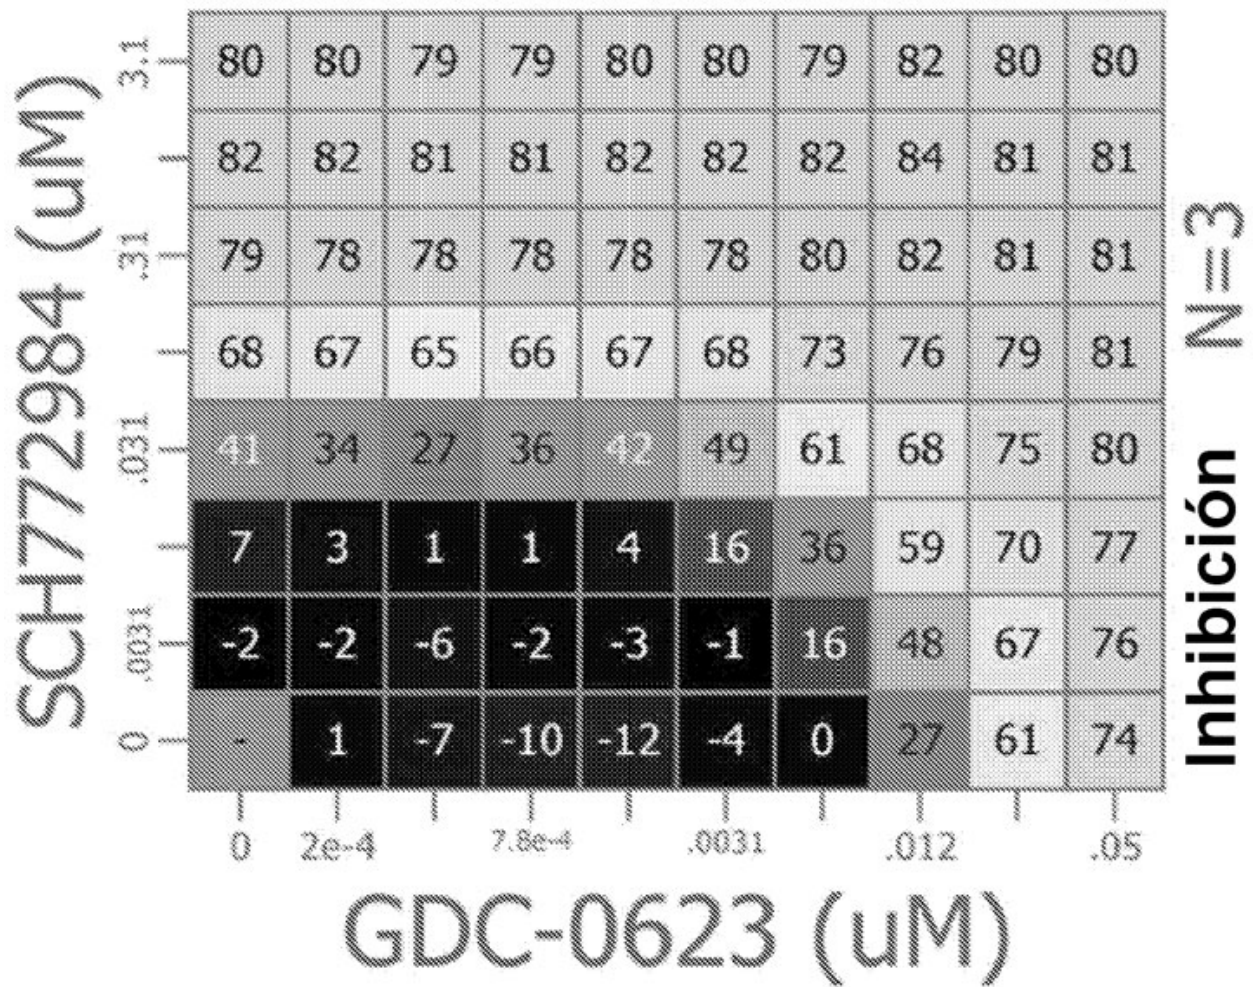 SCH772984 (uM)
3.1 80 80 79 79 80 80 79 82 80 80
82 82 81 81 82 82 82 84 81 81
.31 79 78 78 78 78 78 80 82 81 81
68 67 65 66 67 68 73 76 79 81
.031 41 34 27 36 42 49 61 68 75 80
7 3 1 1 4 16 36 59 70 77
.0031 -2 -2 -6 -2 -3 -1 16 48 67 76
0 - 1 -7 -10 -12 -4 0 27 61 74
0 2e-4 7.8e-4 .0031 .012 .05
GDC-0623 (uM)
Inhibición N=3